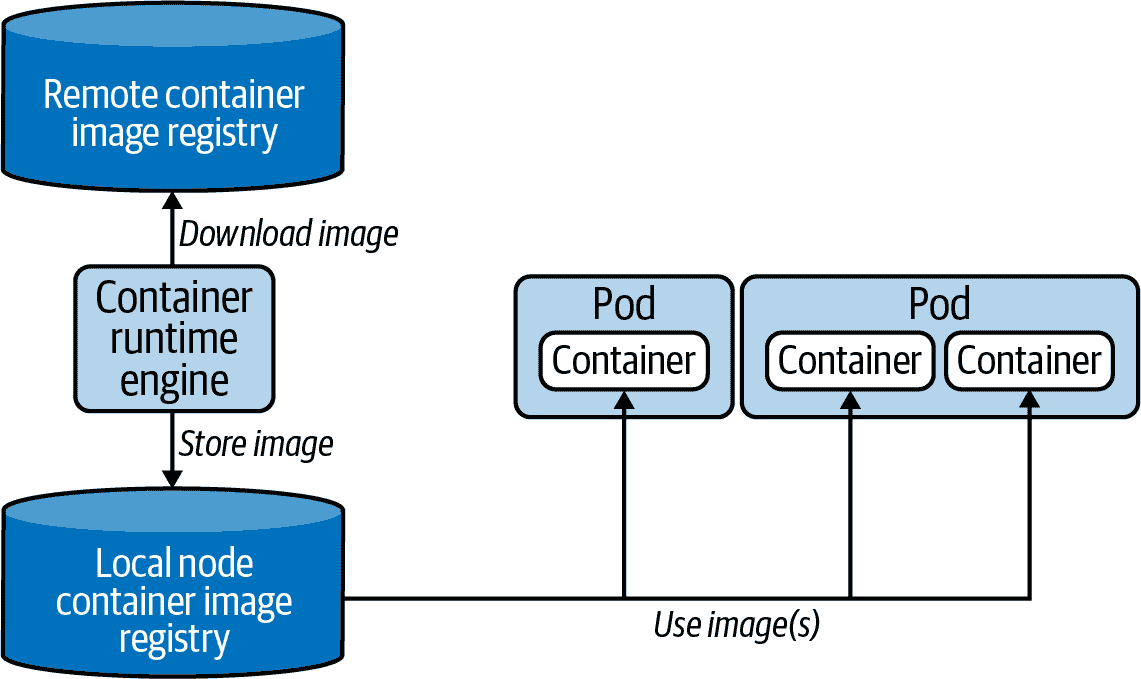 Remote container
image registry
Download image
Container
runtime
engine
Pod
Container
Pod
Container
Container
Store image
Local node
container image
registry
Use image(s)